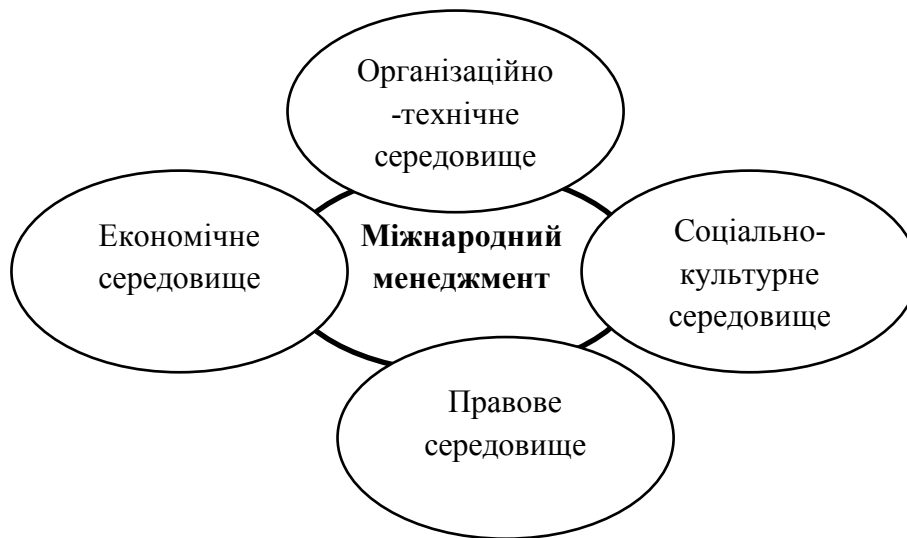 Організаційно
-технічне
середовище
Економічне
середовище
Міжнародний
менеджмент
Соціально-
культурне
середовище
Правове
середовище